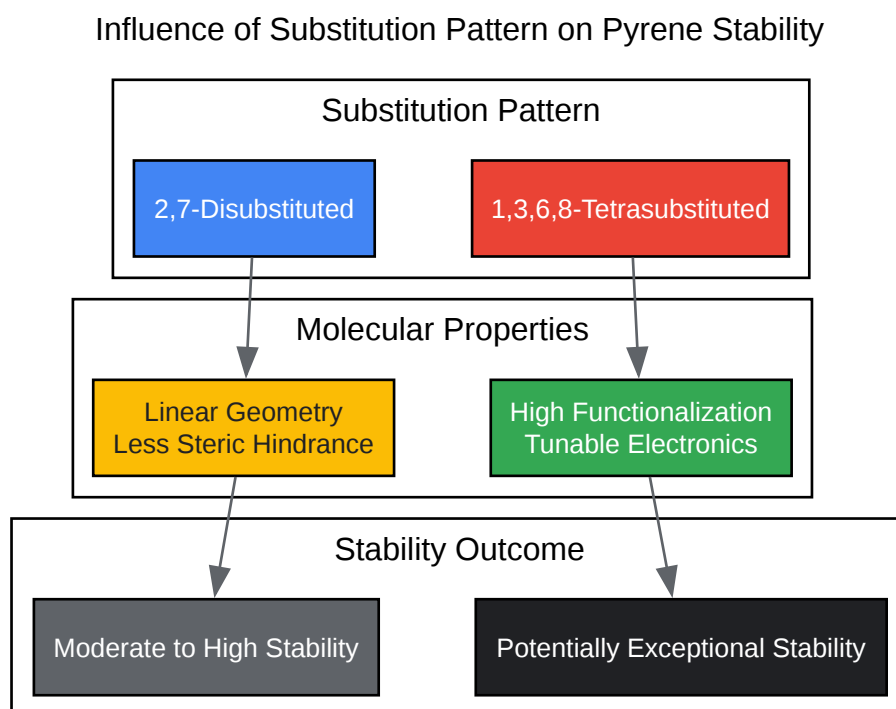 Influence of Substitution Pattern on Pyrene Stability
Substitution Pattern
2,7-Disubstituted
1,3,6,8-Tetrasubstituted
Molecular Properties
Linear Geometry
Less Steric Hindrance
High Functionalization
Tunable Electronics
Stability Outcome
Moderate to High Stability
Potentially Exceptional Stability